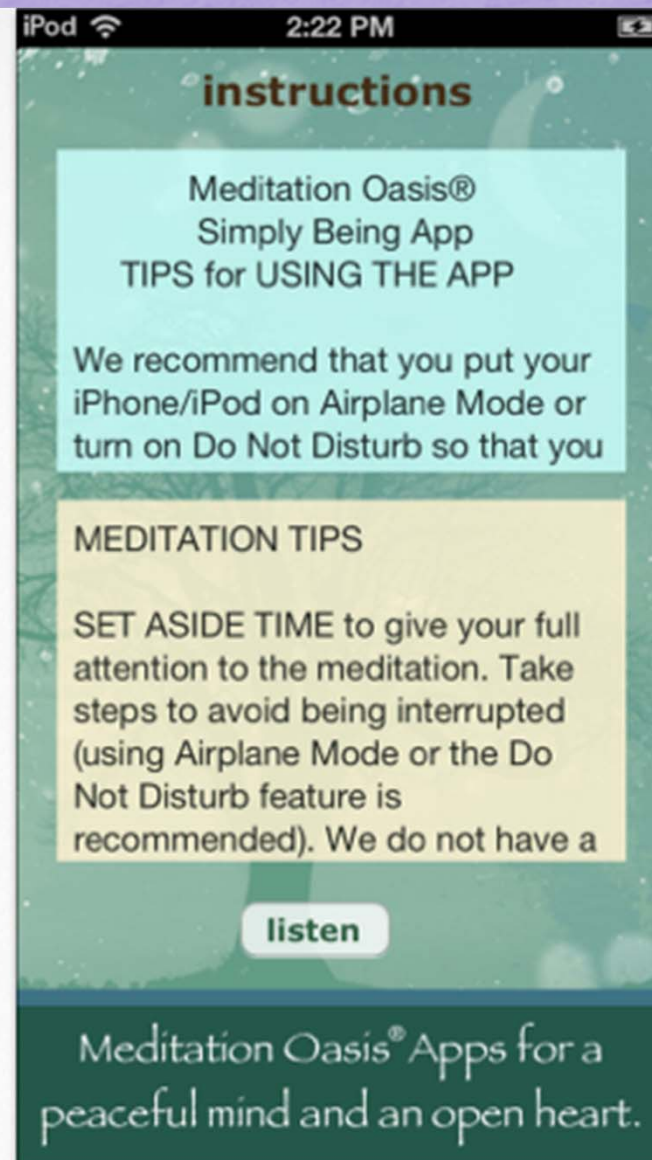 iPod 2:22 PM
instructions
Meditation Oasis®
Simply Being App
TIPS for USING THE APP
We recommend that you put your
iPhone/iPod on Airplane Mode or
turn on Do Not Disturb so that you
MEDITATION TIPS
SET ASIDE TIME to give your full
attention to the meditation. Take
steps to avoid being interrupted
(using Airplane Mode or the Do
Not Disturb feature is
recommended). We do not have a
listen
Meditation Oasis® Apps for a
peaceful mind and an open heart.